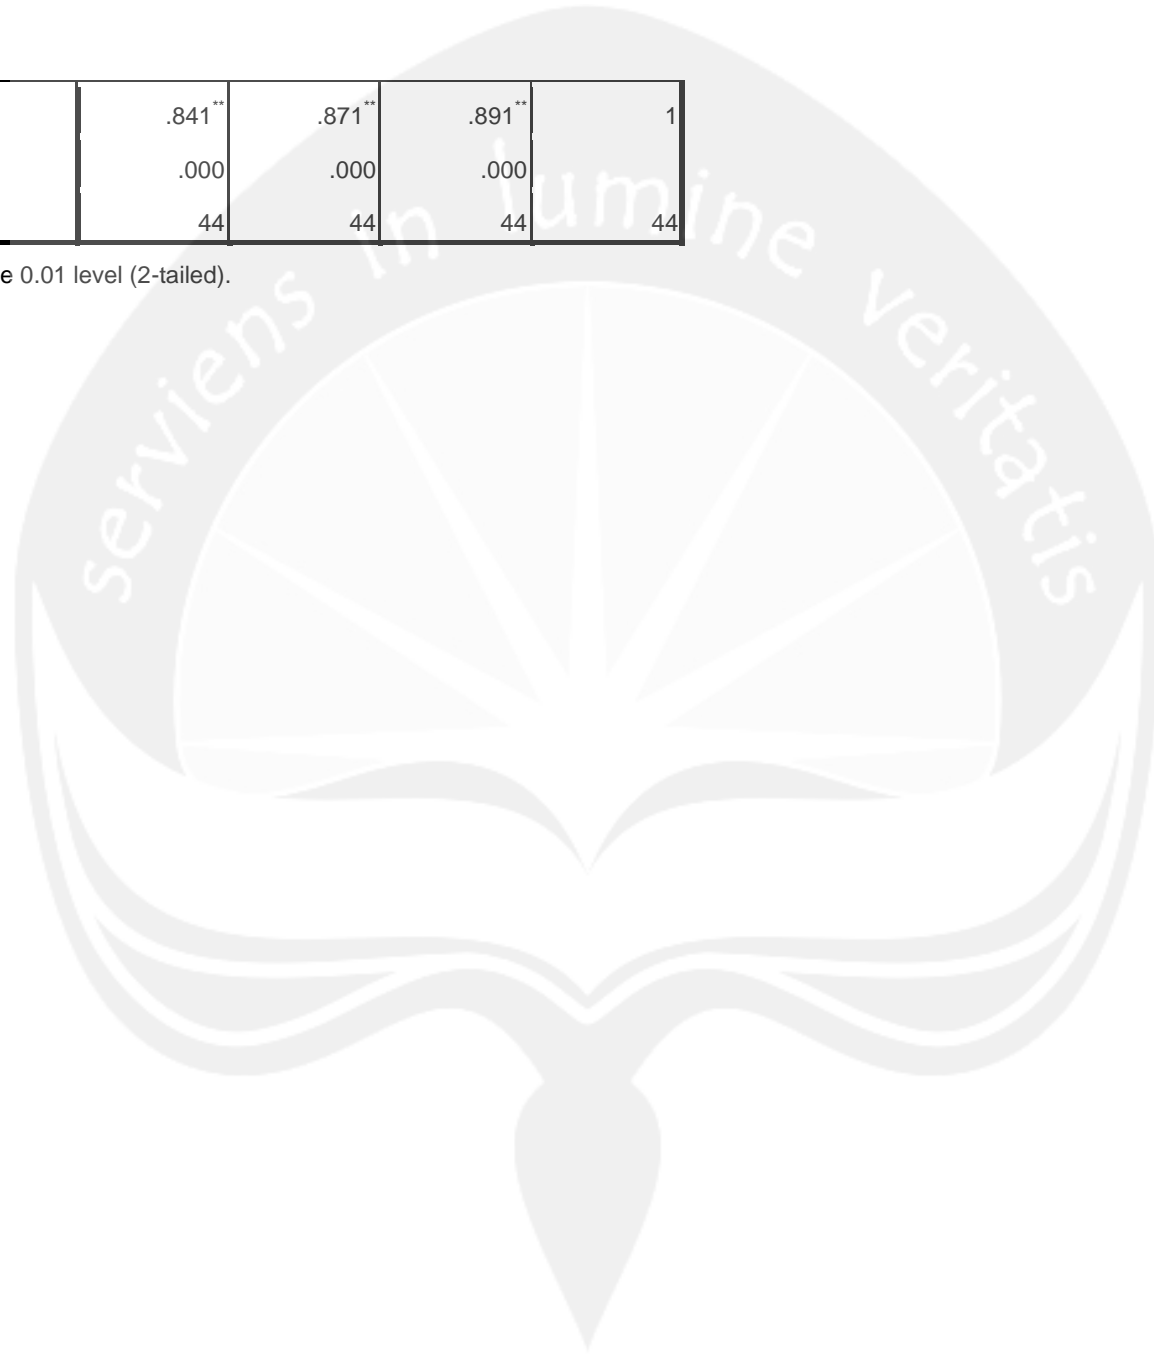 .841** .871** .891** 1
.000 .000 .000
44 44 44 44
e 0.01 level (2-tailed).
serviens in lumine veritatis